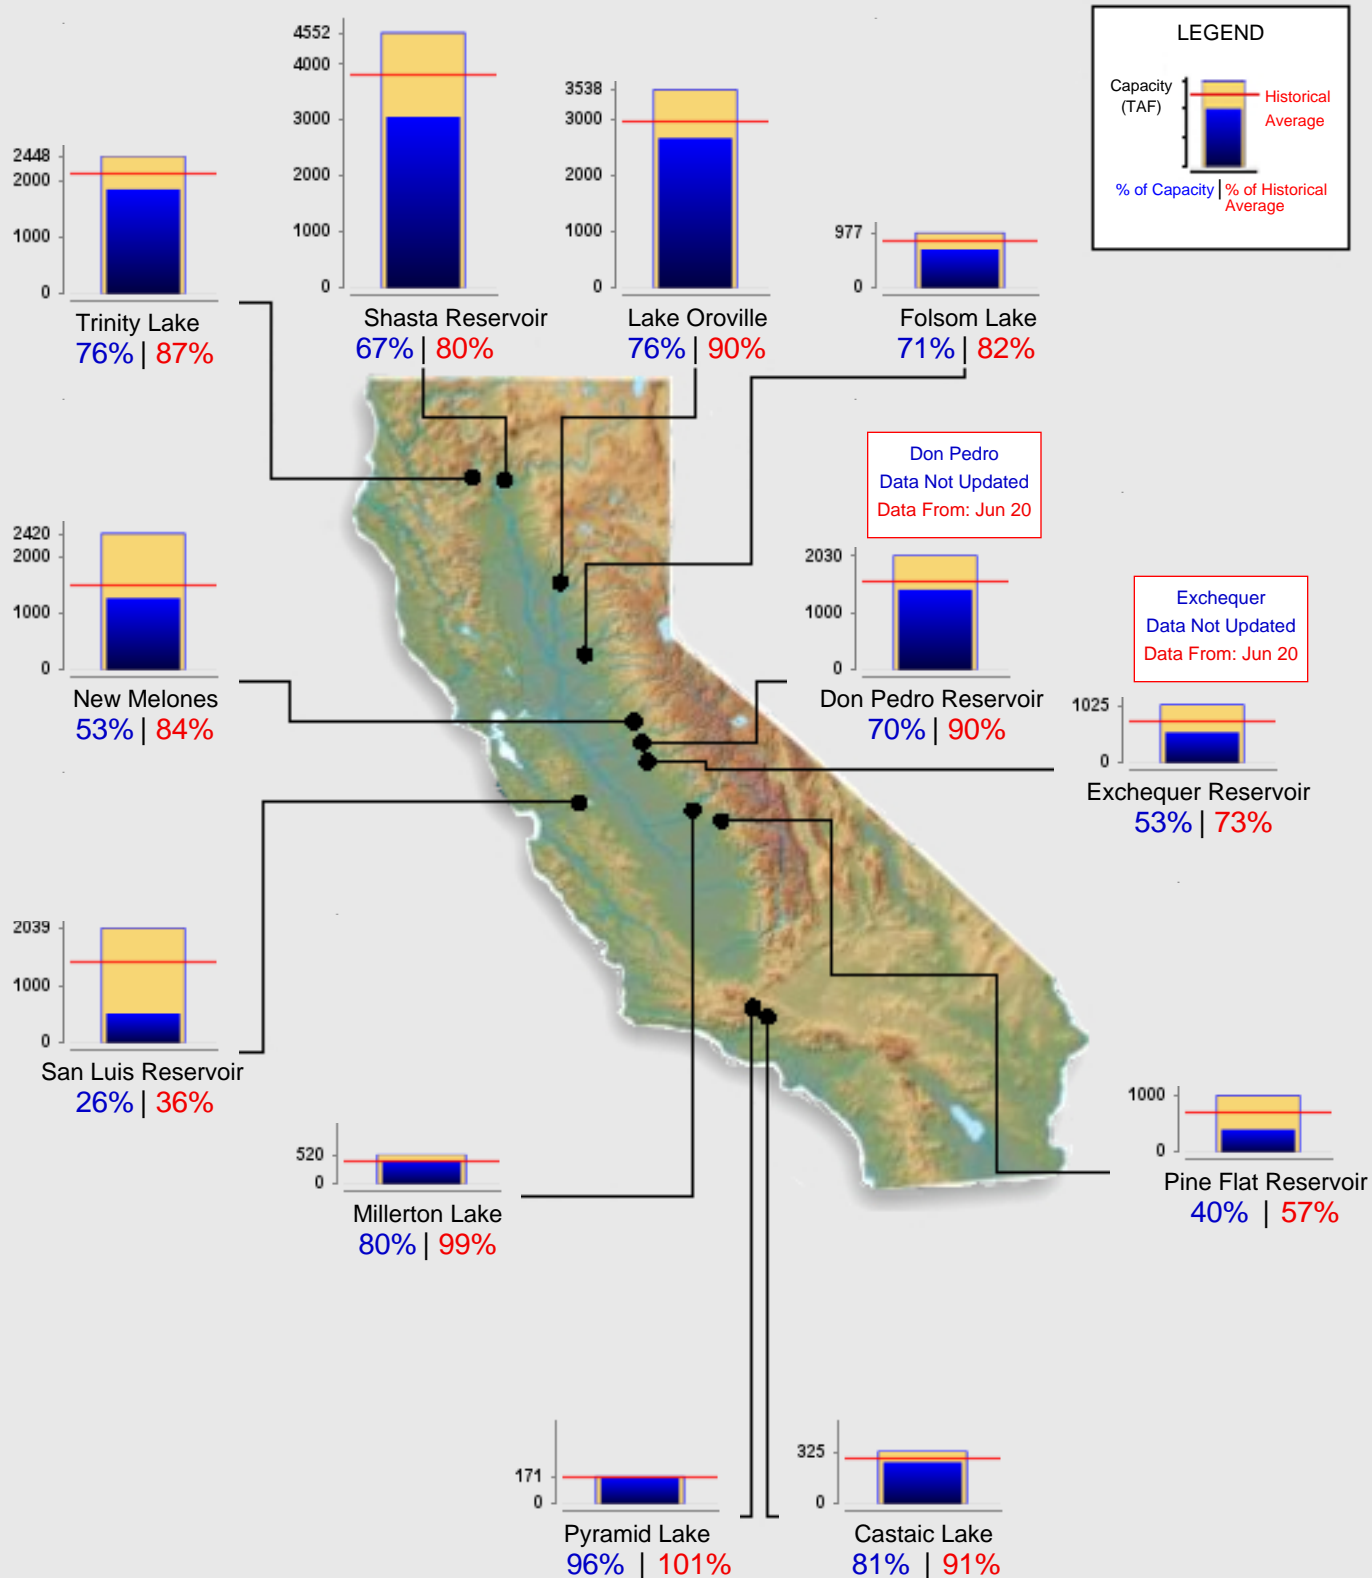 4552
4000
3000
2000
1000
0
Shasta Reservoir
67% | 80%
3538
3000
2000
1000
0
Lake Oroville
76% | 90%
LEGEND
Capacity
(TAF)
Historical
Average
% of Capacity | % of Historical
Average
2448
2000
1000
0
Trinity Lake
76% | 87%
977
0
Folsom Lake
71% | 82%
Don Pedro
Data Not Updated
Data From: Jun 20
2420
2000
1000
0
New Melones
53% | 84%
2030
1000
0
Don Pedro Reservoir
70% | 90%
Exchequer
Data Not Updated
Data From: Jun 20
1025
0
Exchequer Reservoir
53% | 73%
2039
1000
0
San Luis Reservoir
26% | 36%
1000
0
Pine Flat Reservoir
40% | 57%
520
0
Millerton Lake
80% | 99%
171
0
Pyramid Lake
96% | 101%
325
0
Castaic Lake
81% | 91%